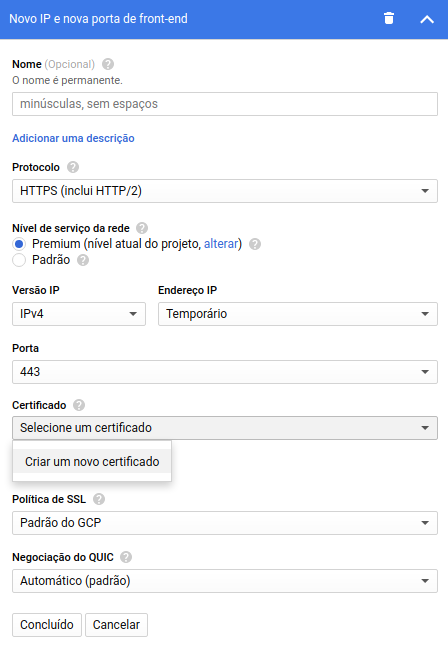 Novo IP e nova porta de front-end
Nome (Opcional) ?
O nome é permanente.
minúsculas, sem espaços
Adicionar uma descrição
Protocolo ?
HTTPS (inclui HTTP/2)
Nível de serviço da rede ?
Premium (nível atual do projeto, alterar) ?
Padrão ?
Versão IP Endereço IP
IPv4 Temporário
Porta
443
Certificado ?
Selecione um certificado
Criar um novo certificado
Política de SSL ?
Padrão do GCP
Negociação do QUIC ?
Automático (padrão)
Concluído Cancelar